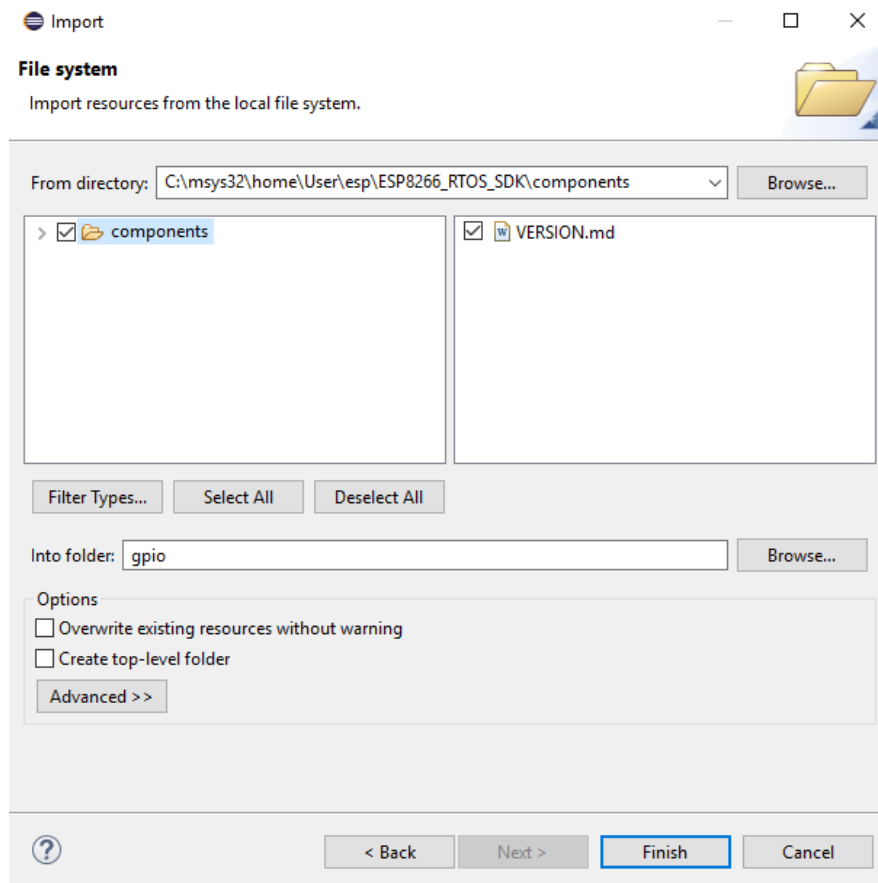 Import
File system
Import resources from the local file system.
From directory: C:\msys32\home\User\esp\ESP8266_RTOS_SDK\components Browse...
components VERSION.md
Filter Types... Select All Deselect All
Into folder: gpio Browse...
Options
Overwrite existing resources without warning
Create top-level folder
Advanced >>
? < Back Next > Finish Cancel